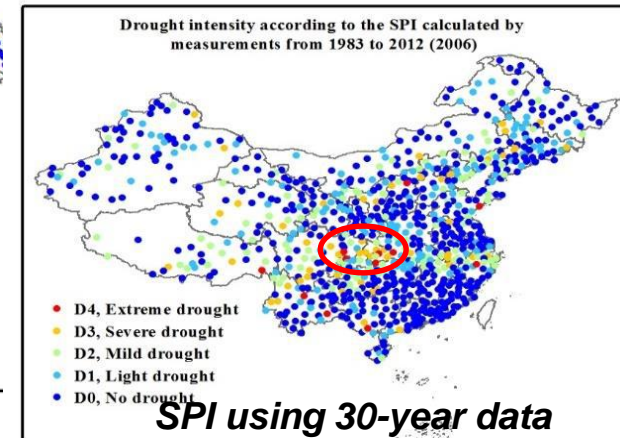 Drought intensity according to the SPI calculated by
measurements from 1983 to 2012 (2006)
D4, Extreme drought
D3, Severe drought
D2, Mild drought
D1, Light drought
D0, No drought
SPI using 30-year data